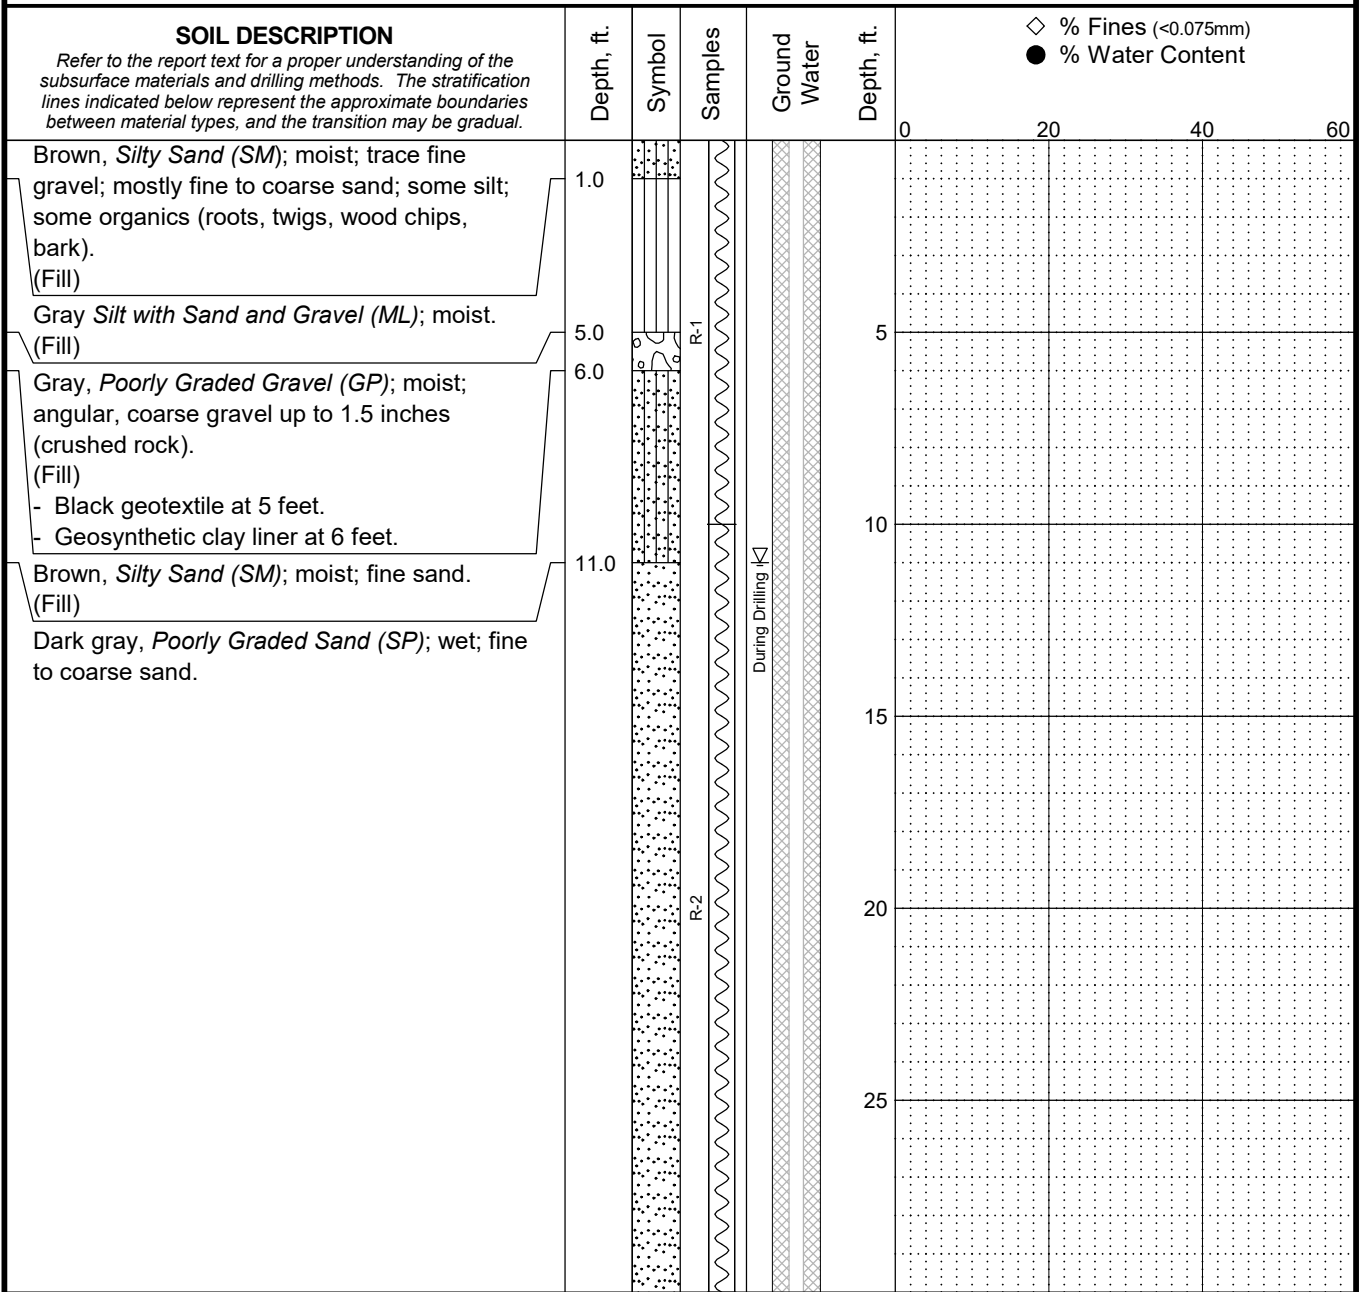 SOIL DESCRIPTION
Refer to the report text for a proper understanding of the
subsurface materials and drilling methods. The stratification
lines indicated below represent the approximate boundaries
between material types, and the transition may be gradual.
Depth, ft.
Symbol
Samples
Ground
Water
Depth, ft.
◇ % Fines (<0.075mm)
● % Water Content
0 20 40 60
Brown, Silty Sand (SM); moist; trace fine
gravel; mostly fine to coarse sand; some silt;
some organics (roots, twigs, wood chips,
bark).
(Fill)
Gray Silt with Sand and Gravel (ML); moist.
(Fill)
Gray, Poorly Graded Gravel (GP); moist;
angular, coarse gravel up to 1.5 inches
(crushed rock).
(Fill)
- Black geotextile at 5 feet.
- Geosynthetic clay liner at 6 feet.
Brown, Silty Sand (SM); moist; fine sand.
(Fill)
Dark gray, Poorly Graded Sand (SP); wet; fine
to coarse sand.
1.0
5.0
6.0
11.0
R-1
R-2
During Drilling
5
10
15
20
25